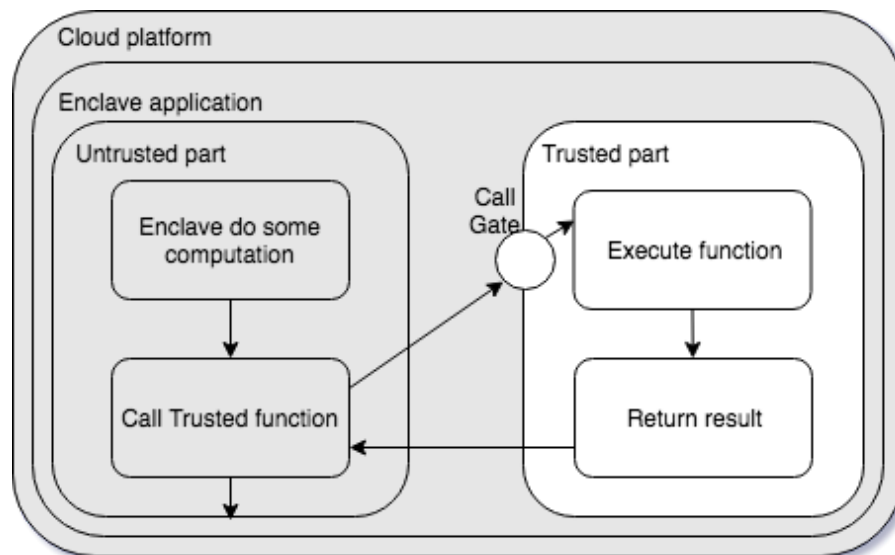 Cloud platform
Enclave application
Untrusted part
Trusted part
Enclave do some
computation
Call
Gate
Execute function
Call Trusted function
Return result